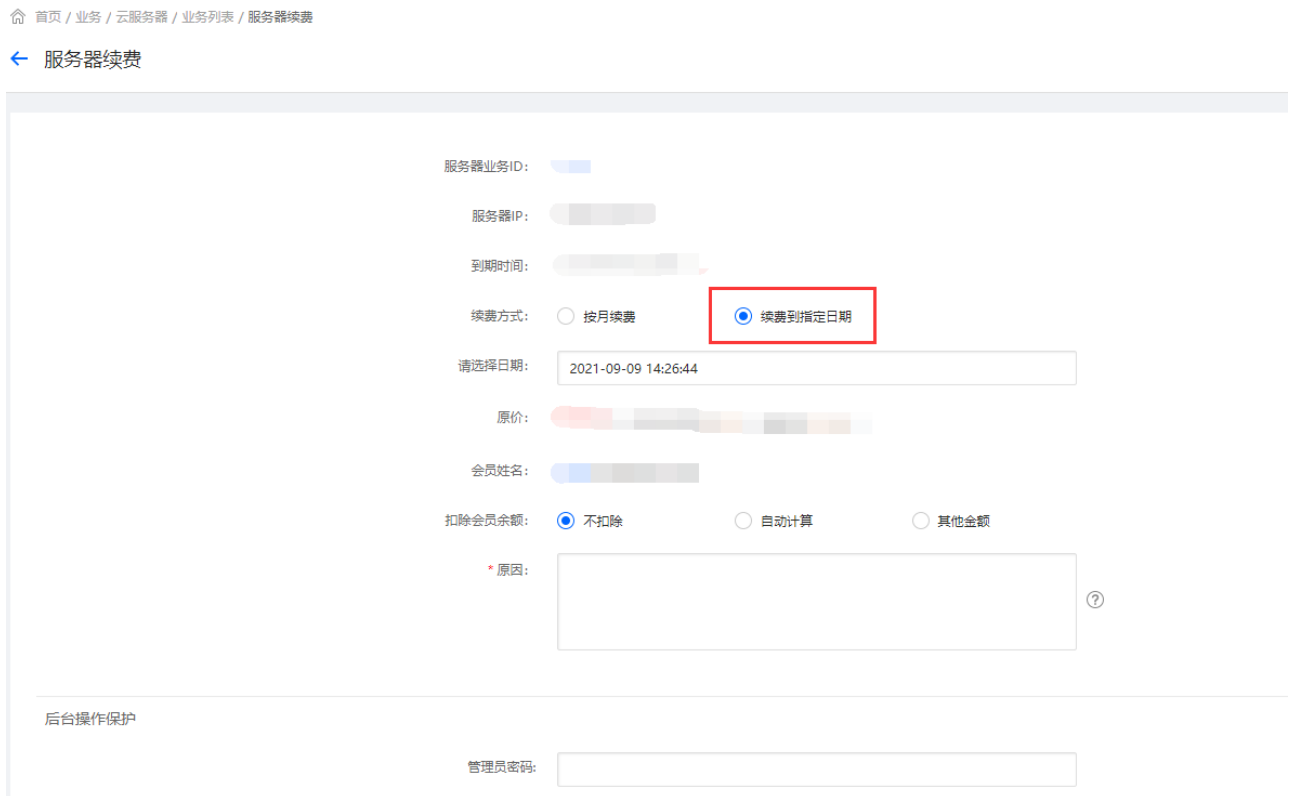 首页 / 业务 / 云服务器 / 业务列表 / 服务器续费
服务器续费
服务器业务ID:
服务器IP:
到期时间:
续费方式: 按月续费 续费到指定日期
请选择日期: 2021-09-09 14:26:44
原价:
会员姓名:
扣除会员余额: 不扣除 自动计算 其他金额
* 原因:
?
后台操作保护
管理员密码: